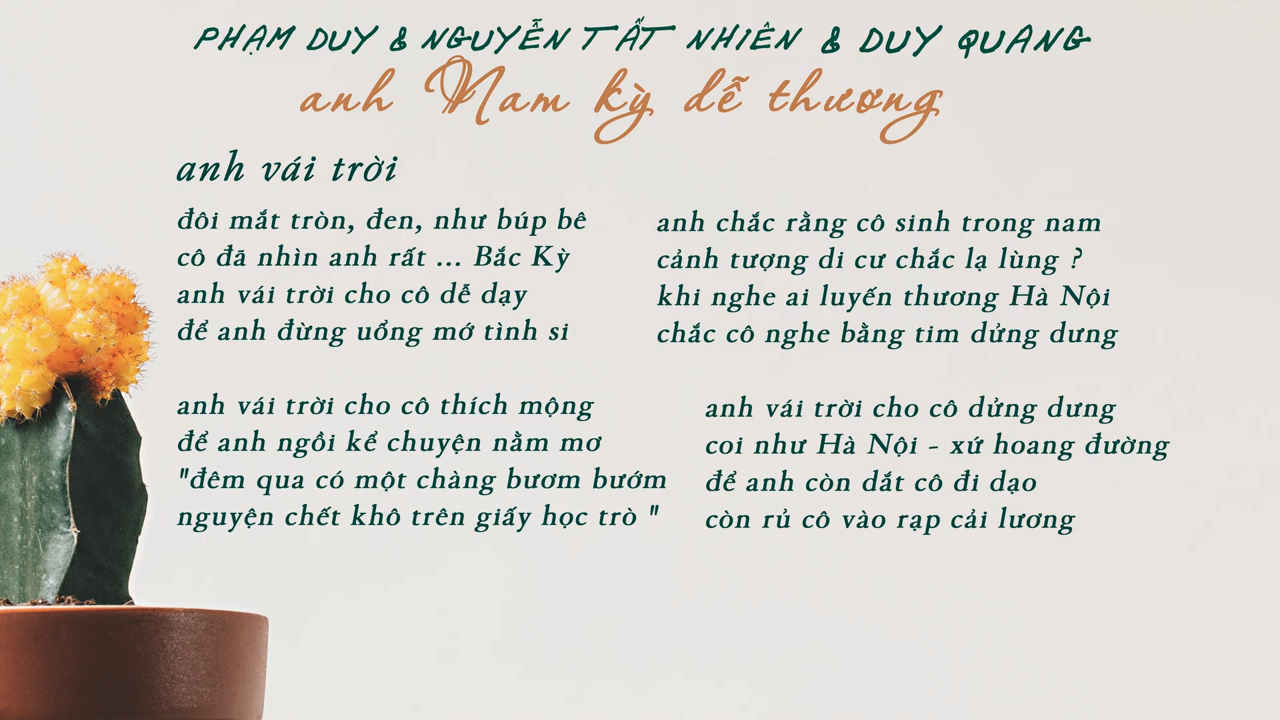 PHẠM DUY & NGUYỄN TẤT NHIÊN & DUY QUANG
anh Nam kỳ dễ thương
anh vái trời
đôi mắt tròn, đen, như búp bê
cô đã nhìn anh rất ... Bắc Kỳ
anh vái trời cho cô dễ dạy
để anh đừng uổng mớ tình si
anh vái trời cho cô thích mộng
để anh ngồi kể chuyện nằm mơ
"đêm qua có một chàng bươm bướm
nguyện chết khô trên giấy học trò "
anh chắc rằng cô sinh trong nam
cảnh tượng di cư chắc lạ lùng ?
khi nghe ai luyến thương Hà Nội
chắc cô nghe bằng tim dửng dưng
anh vái trời cho cô dửng dưng
coi như Hà Nội - xứ hoang đường
để anh còn dắt cô đi dạo
còn rủ cô vào rạp cải lương